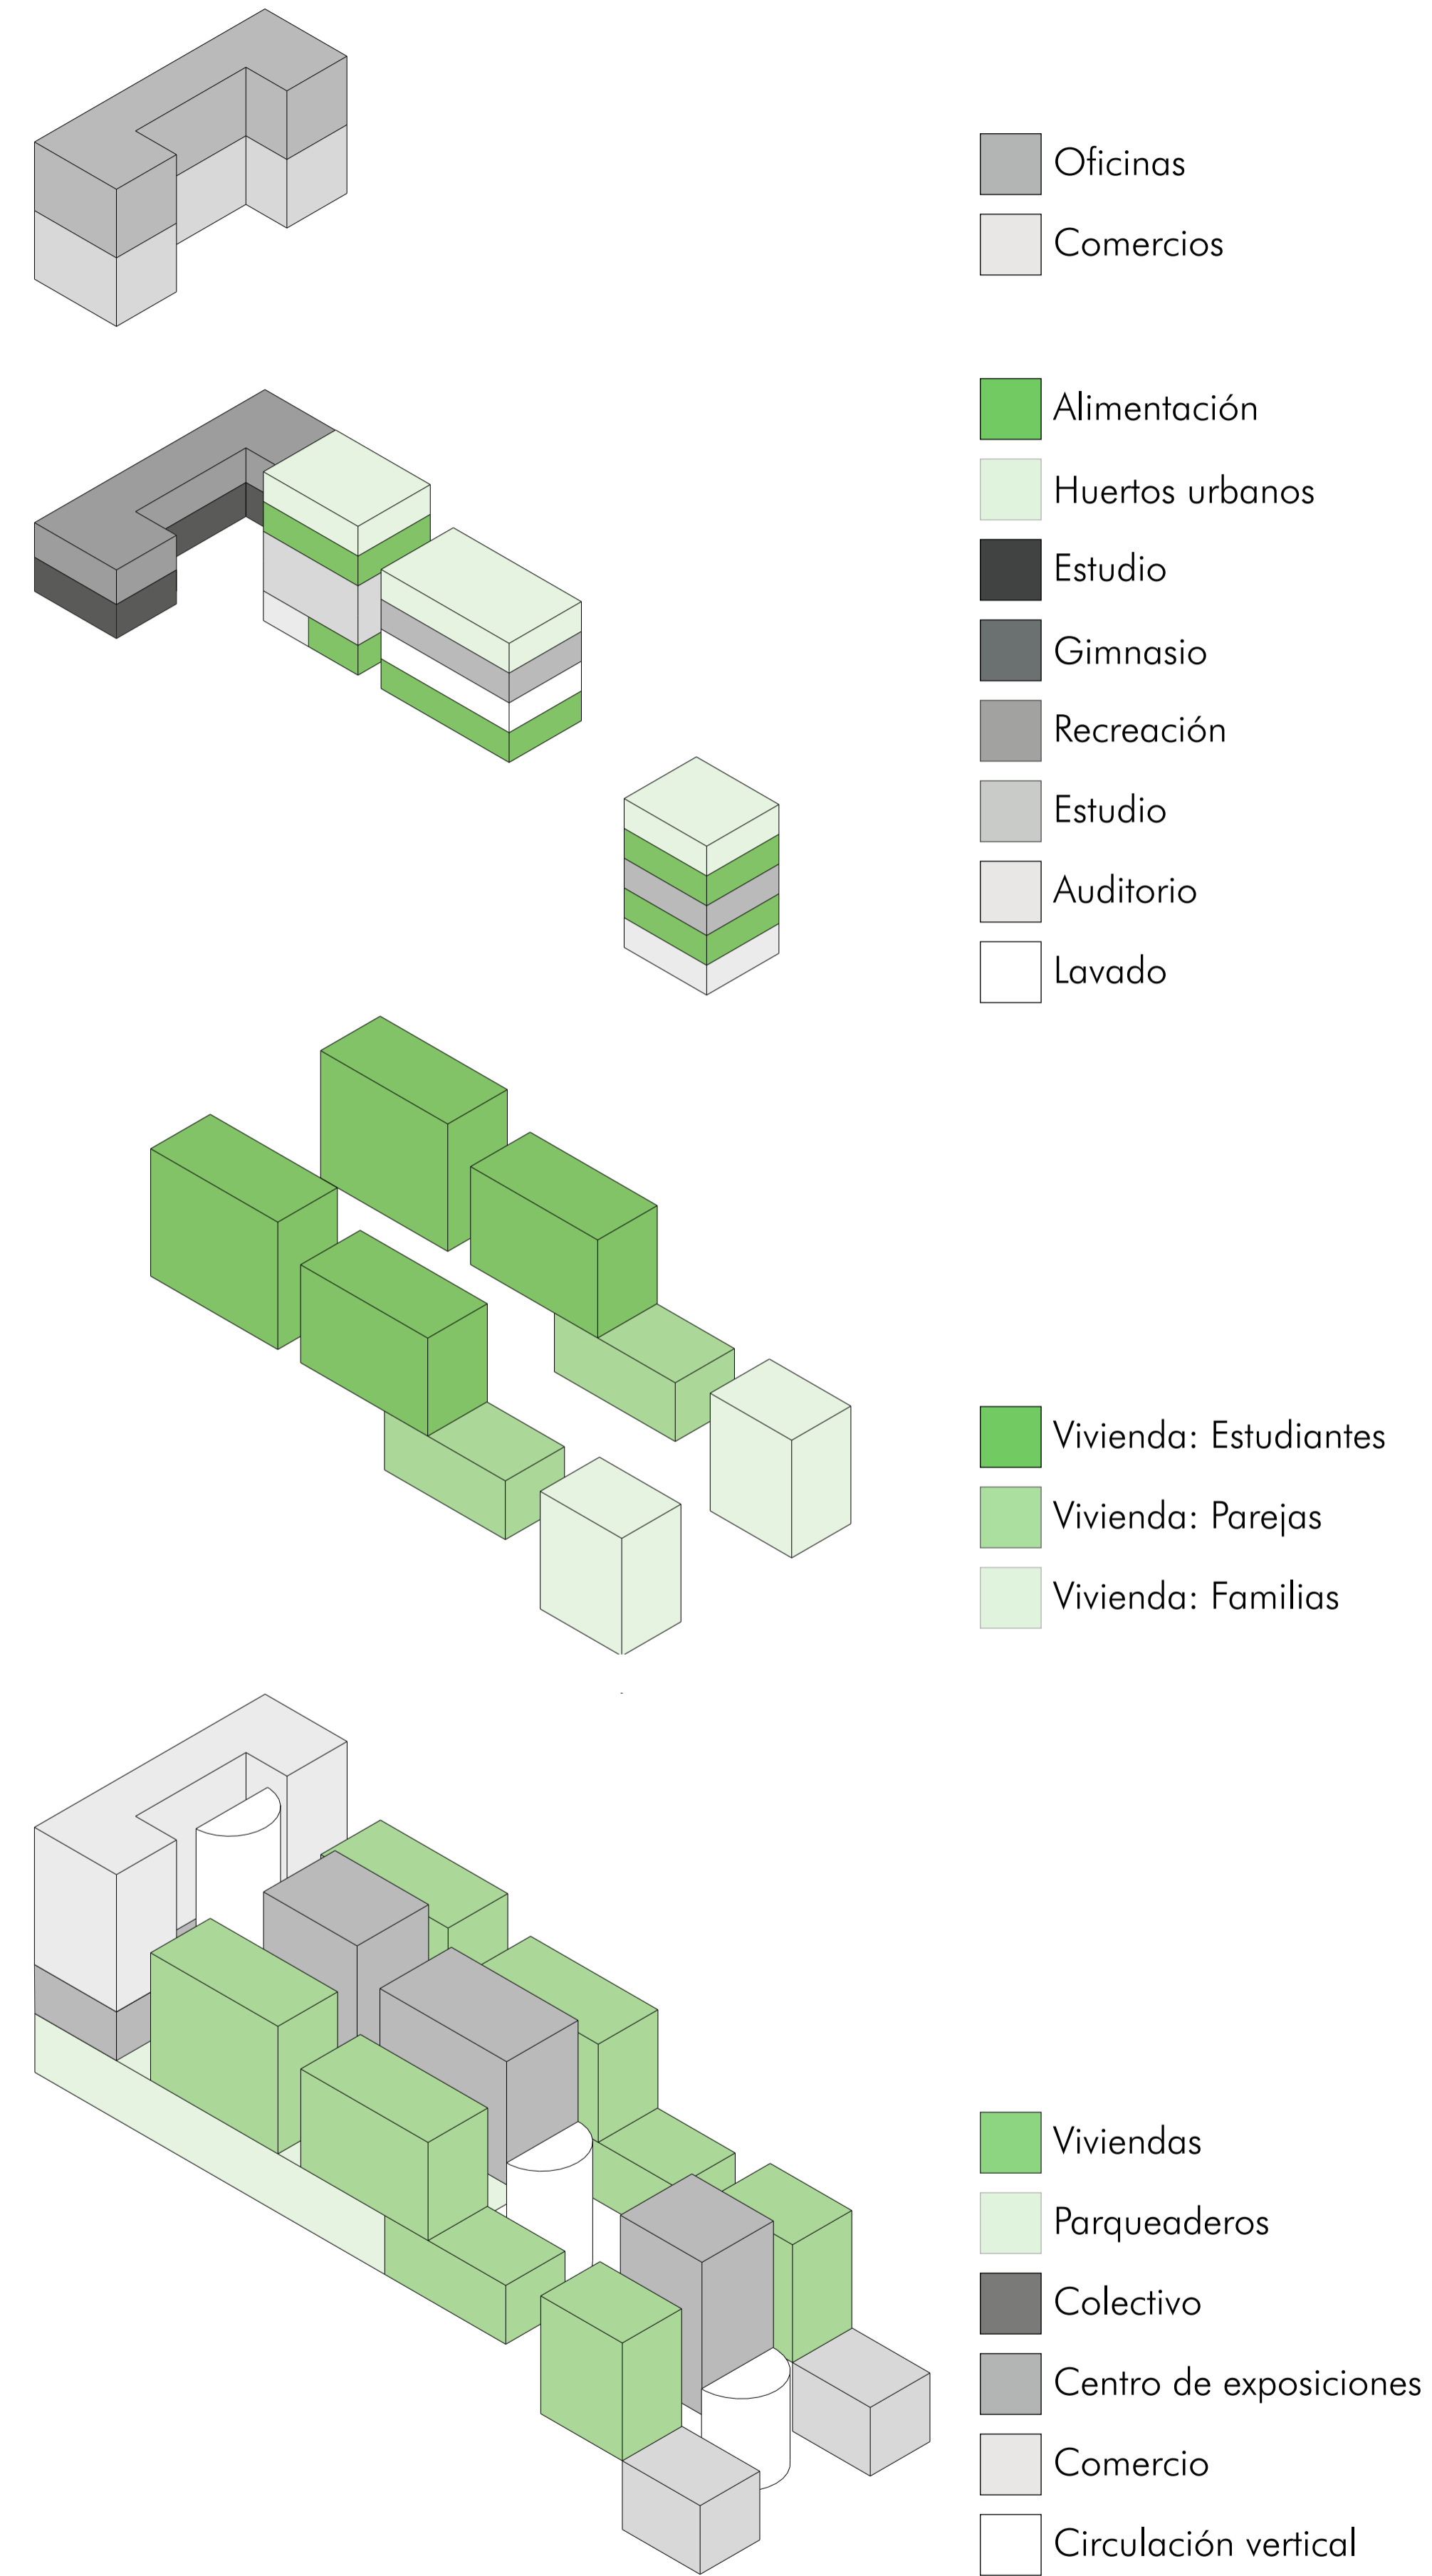 Oficinas
Comercios
Alimentación
Huertos urbanos
Estudio
Gimnasio
Recreación
Estudio
Auditorio
Lavado
Vivienda: Estudiantes
Vivienda: Parejas
Vivienda: Familias
Viviendas
Parqueaderos
Colectivo
Centro de exposiciones
Comercio
Circulación vertical